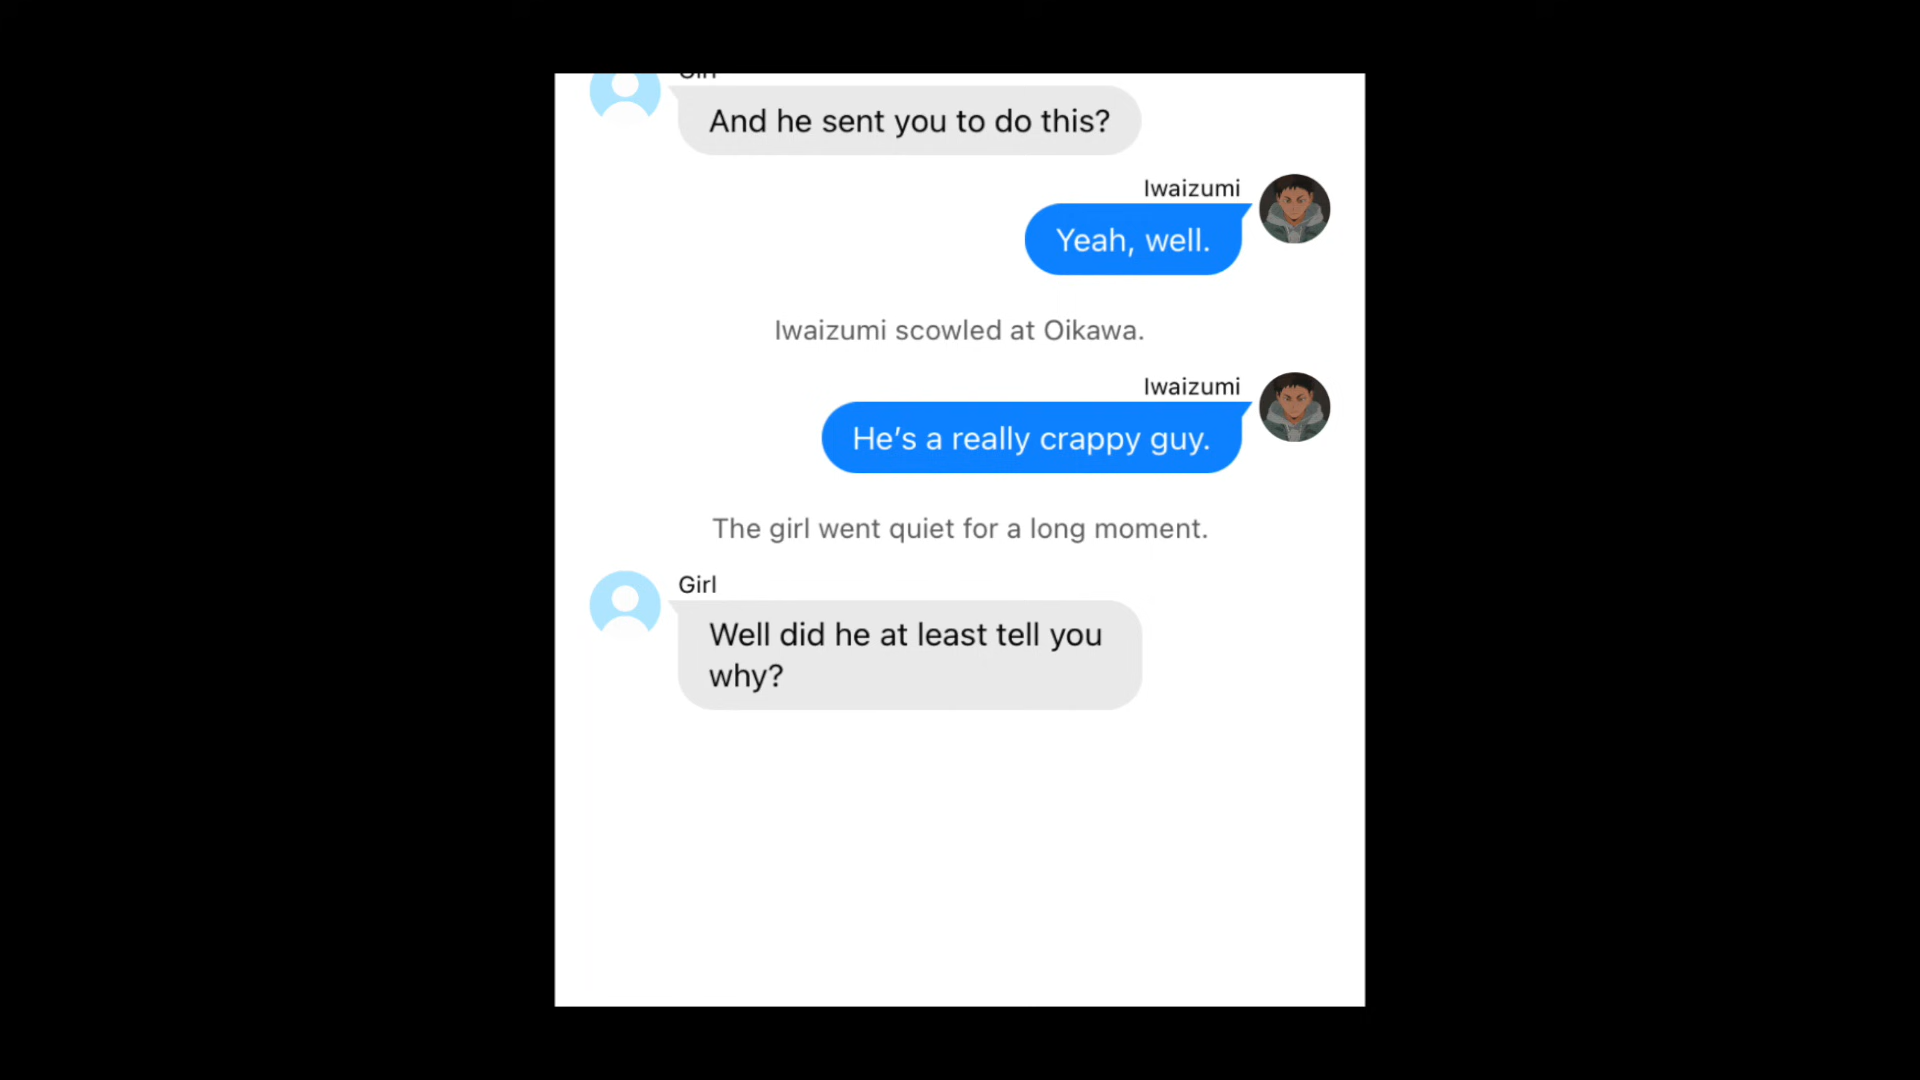 And he sent you to do this?
Iwaizumi
Yeah, well.
Iwaizumi scowled at Oikawa.
Iwaizumi
He’s a really crappy guy.
The girl went quiet for a long moment.
Girl
Well did he at least tell you
why?